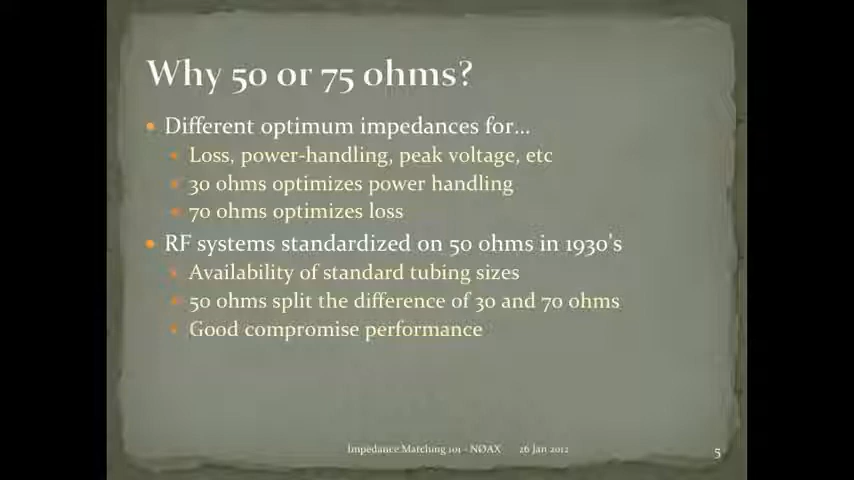 Why 50 or 75 ohms?
Different optimum impedances for...
Loss, power-handling, peak voltage, etc
30 ohms optimizes power handling
70 ohms optimizes loss
RF systems standardized on 50 ohms in 1930's
Availability of standard tubing sizes
50 ohms split the difference of 30 and 70 ohms
Good compromise performance
Impedance Matching 101 - NØAX 26 Jan 2012
5